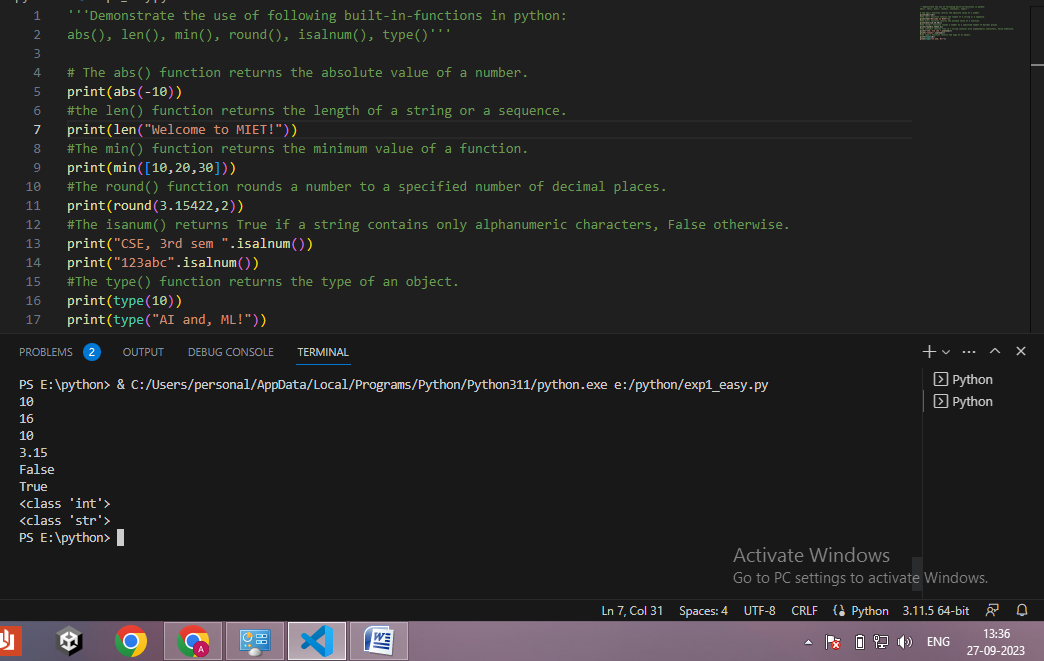 1 '''Demonstrate the use of following built-in-functions in python:
2 abs(), len(), min(), round(), isalnum(), type()'''
3
4 # The abs() function returns the absolute value of a number.
5 print(abs(-10))
6 #the len() function returns the length of a string or a sequence.
7 print(len("Welcome to MIET!"))
8 #The min() function returns the minimum value of a function.
9 print(min([10,20,30]))
10 #The round() function rounds a number to a specified number of decimal places.
11 print(round(3.15422,2))
12 #The isanum() returns True if a string contains only alphanumeric characters, False otherwise.
13 print("CSE, 3rd sem ".isalnum())
14 print("123abc".isalnum())
15 #The type() function returns the type of an object.
16 print(type(10))
17 print(type("AI and, ML!"))
PROBLEMS 2 OUTPUT DEBUG CONSOLE TERMINAL
PS E:\python> & C:/Users/personal/AppData/Local/Programs/Python/Python311/python.exe e:/python/exp1_easy.py
10
16
10
3.15
False
True
<class 'int'>
<class 'str'>
PS E:\python>
Python
Python
Activate Windows
Go to PC settings to activate Windows.
Ln 7, Col 31 Spaces: 4 UTF-8 CRLF Python 3.11.5 64-bit
A W ENG 13:36
27-09-2023